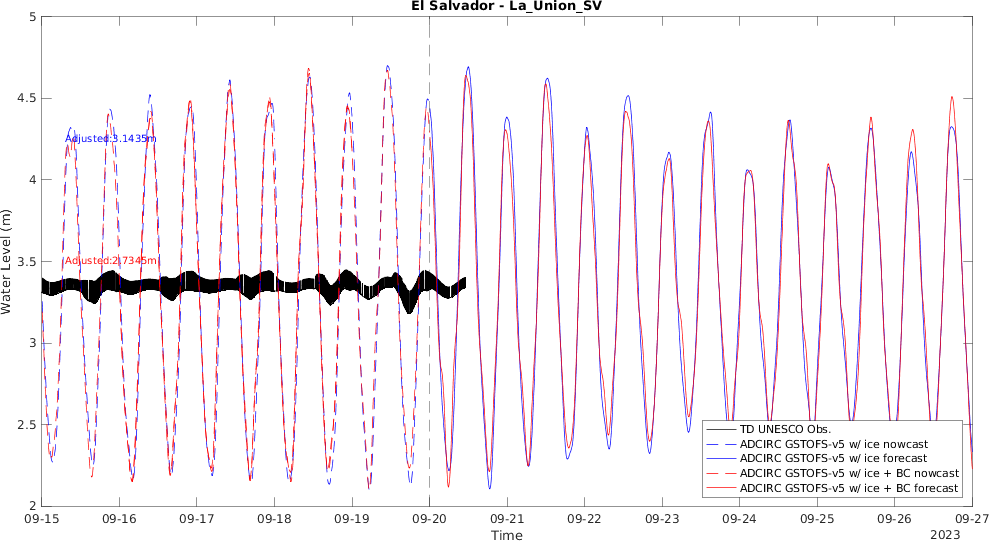 El Salvador - La_Union_SV
5
4.5
4
3.5
3
2.5
2
Water Level (m)
Adjusted:3.1435m
Adjusted:2.7345m
TD UNESCO Obs.
ADCIRC GSTOFS-v5 w/ ice nowcast
ADCIRC GSTOFS-v5 w/ ice forecast
ADCIRC GSTOFS-v5 w/ ice + BC nowcast
ADCIRC GSTOFS-v5 w/ ice + BC forecast
09-15 09-16 09-17 09-18 09-19 09-20 09-21 09-22 09-23 09-24 09-25 09-26 09-27
Time
2023